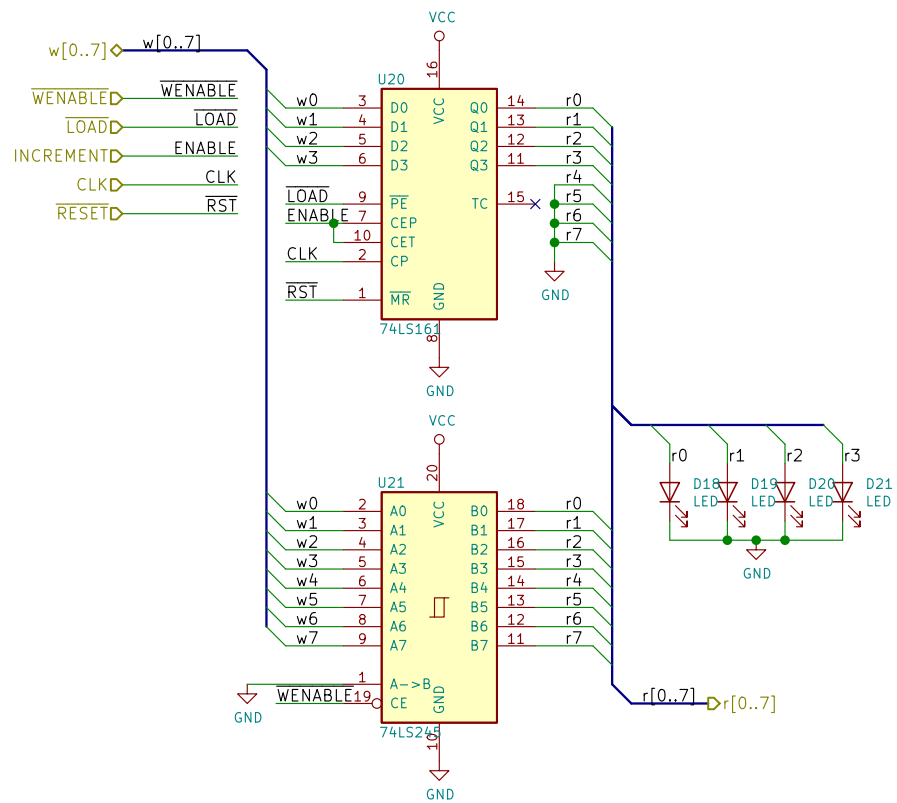 VCC
w[0..7] w[0..7]
16
U20
WENABLE WENABLE
w0 3 D0 VCC Q0 14 r0
LOAD LOAD
w1 4 D1 Q1 13 r1
w2 5 D2 Q2 12 r2
INCREMENT ENABLE
w3 6 D3 Q3 11 r3
CLK CLK
r4
LOAD 9 PE TC 15 r5
RESET RST
ENABLE 7 CEP r6
10 CET r7
CLK 2 CP
GND
RST 1 MR GND
74LS161
8
GND
VCC
r0 r1 r2 r3
20
U21
D18 D19 D20 D21
LED LED LED LED
w0 2 A0 VCC B0 18 r0
w1 3 A1 B1 17 r1
w2 4 A2 B2 16 r2
w3 5 A3 B3 15 r3
GND
w4 6 A4 B4 14 r4
w5 7 A5 B5 13 r5
w6 8 A6 B6 12 r6
w7 9 A7 B7 11 r7
1 A->B
WENABLE 19 CE GND
r[0..7] r[0..7]
GND
74LS245
10
GND